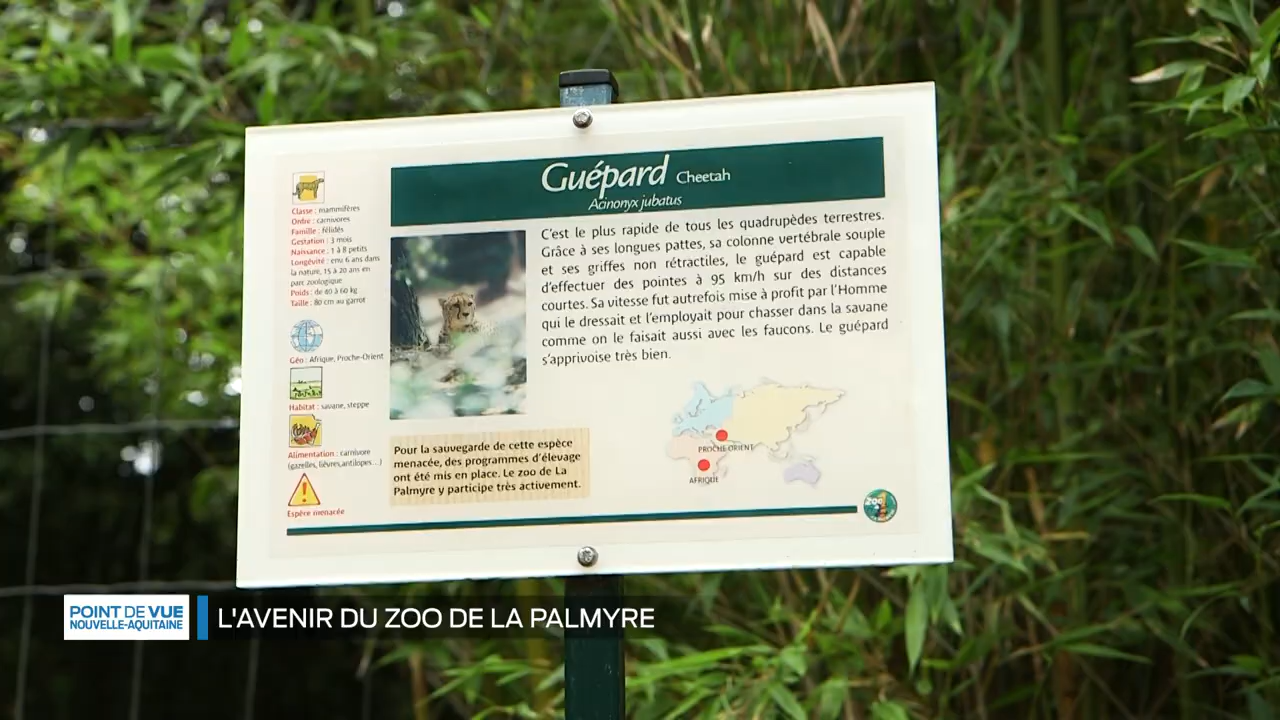 Guépard Cheetah
Acinonyx jubatus
Classe : mammifères
Ordre : carnivores
Famille : félidés
Gestation : 3 mois
Naissance : 1 à 8 petits
Longévité : env. 6 ans dans
la nature, 15 à 20 ans en
parc zoologique
Poids : de 40 à 60 kg
Taille : 80 cm au garrot
Géo : Afrique, Proche-Orient
Habitat : savane, steppe
Alimentation : carnivore
(gazelles, lièvres,antilopes...)
Espère menacée
C'est le plus rapide de tous les quadrupèdes terrestres.
Grâce à ses longues pattes, sa colonne vertébrale souple
et ses griffes non rétractiles, le guépard est capable
d'effectuer des pointes à 95 km/h sur des distances
courtes. Sa vitesse fut autrefois mise à profit par l'Homme
qui le dressait et l'employait pour chasser dans la savane
comme on le faisait aussi avec les faucons. Le guépard
s'apprivoise très bien.
Pour la sauvegarde de cette espèce
menacée, des programmes d'élevage
ont été mis en place. Le zoo de La
Palmyre y participe très activement.
PROCHE-ORIENT
AFRIQUE
ZOO
POINT DE VUE
NOUVELLE-AQUITAINE
L'AVENIR DU ZOO DE LA PALMYRE